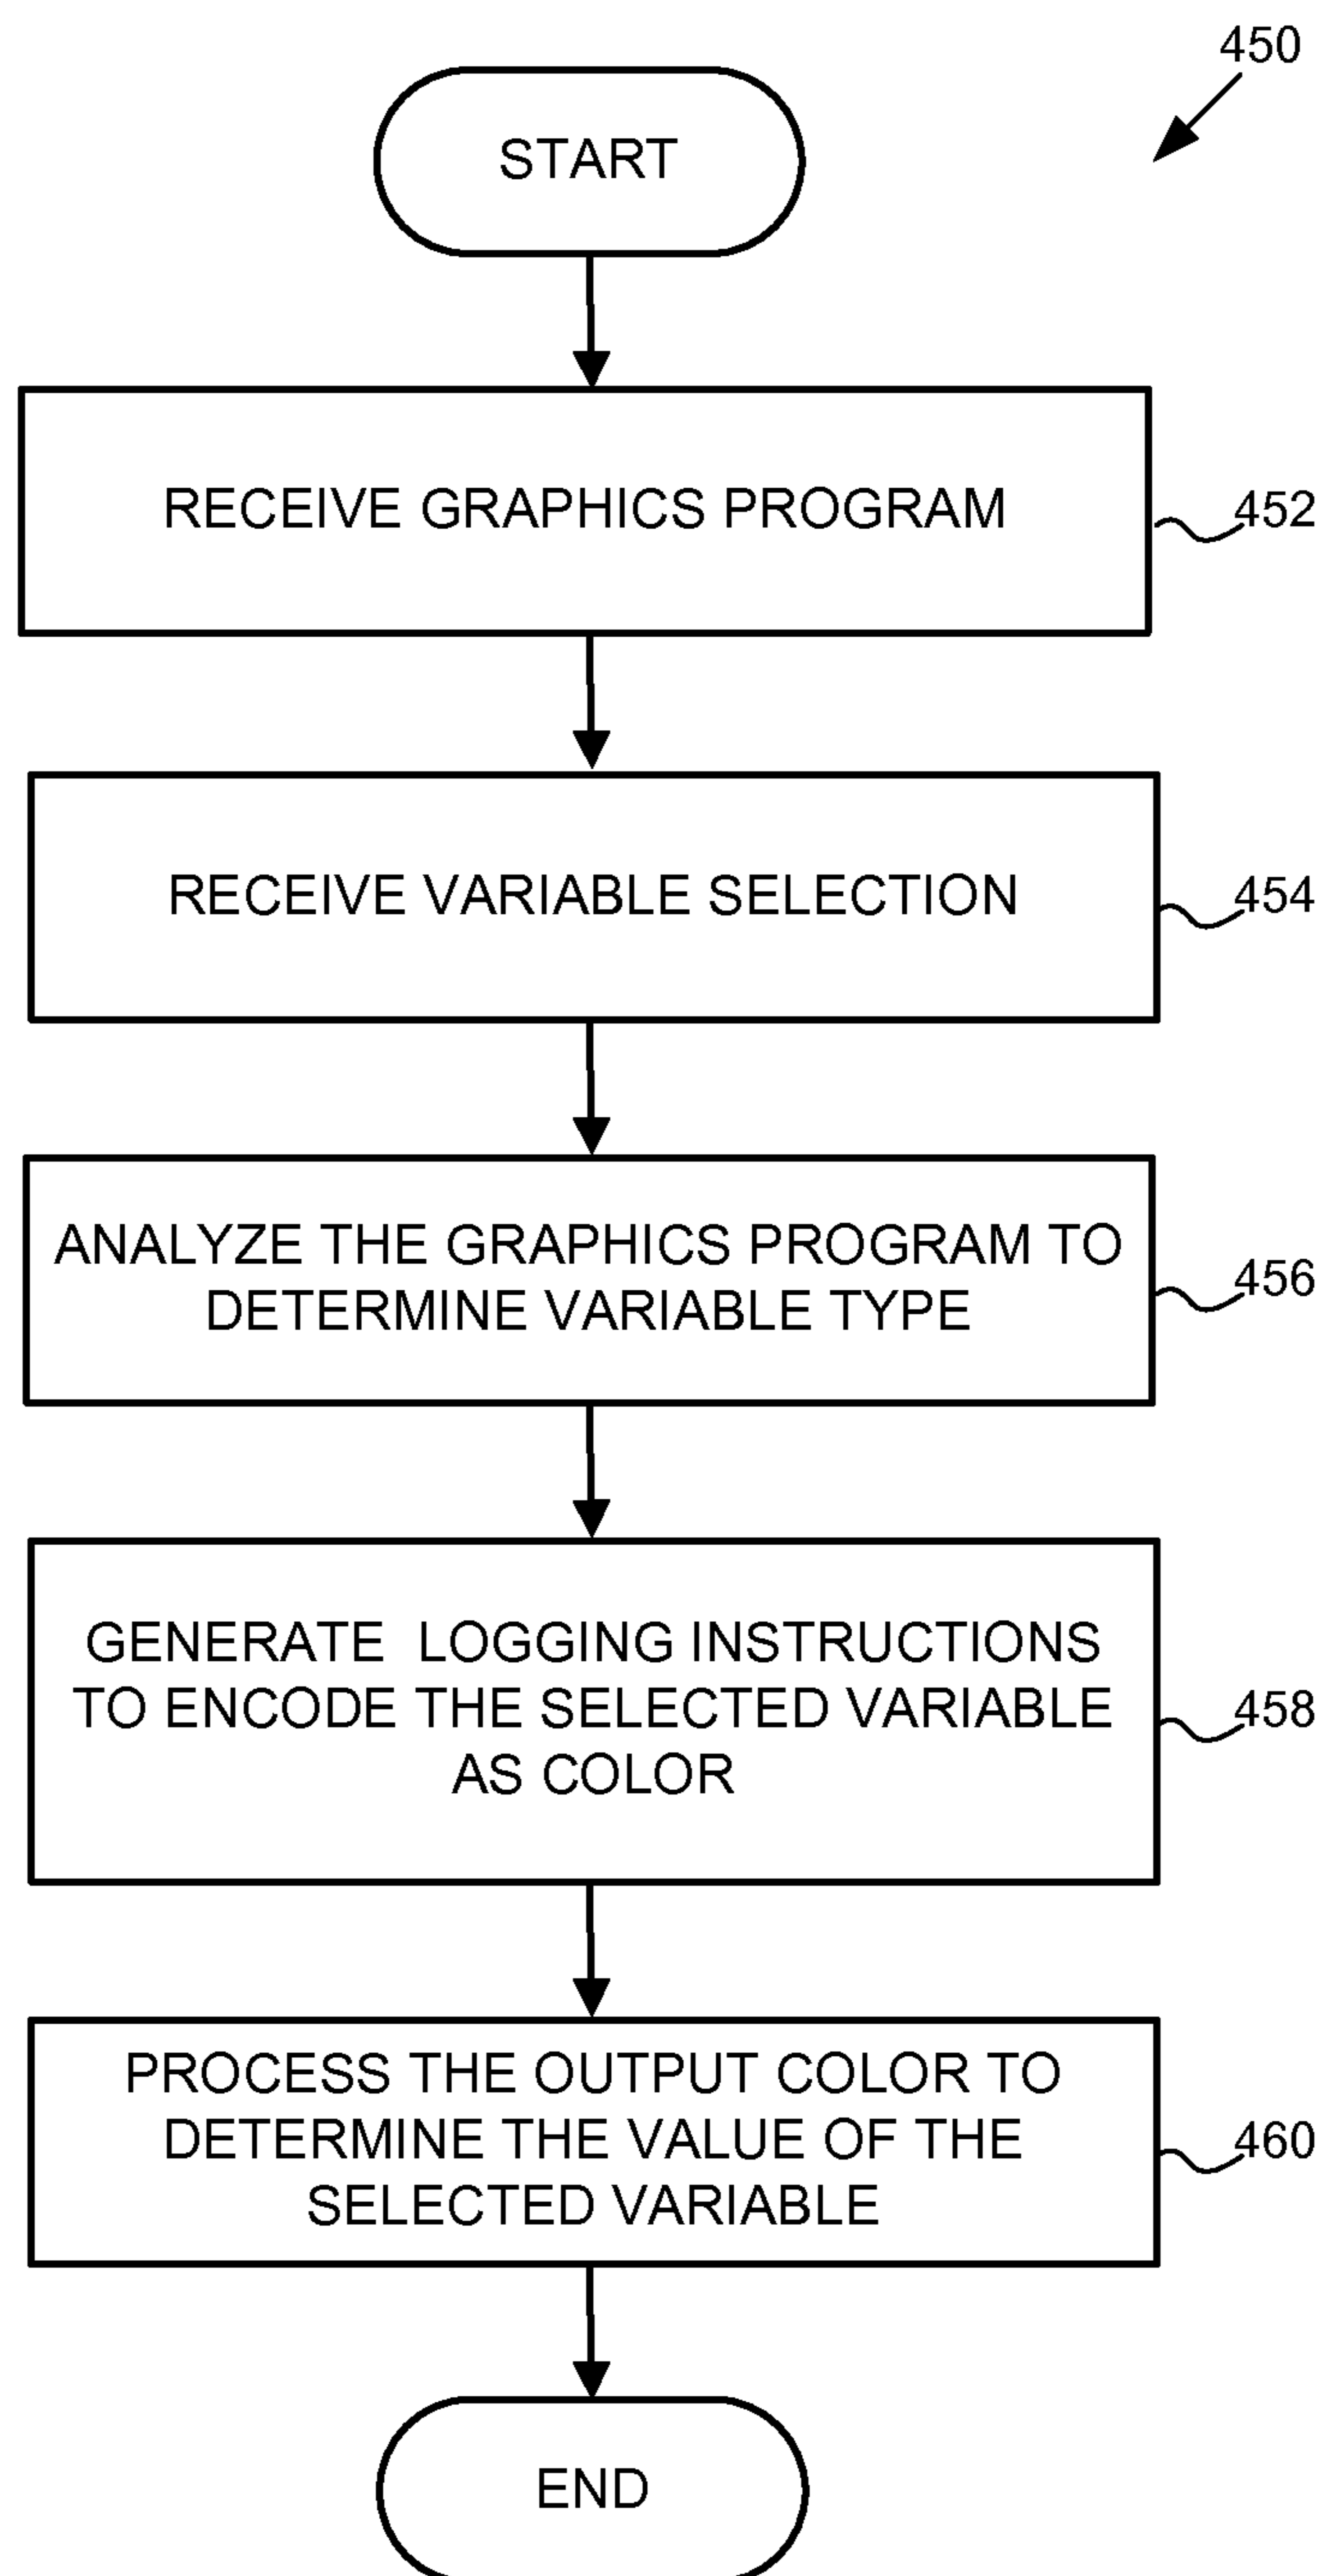 450
START
RECEIVE GRAPHICS PROGRAM
452
RECEIVE VARIABLE SELECTION
454
ANALYZE THE GRAPHICS PROGRAM TO
DETERMINE VARIABLE TYPE
456
GENERATE LOGGING INSTRUCTIONS
TO ENCODE THE SELECTED VARIABLE
AS COLOR
458
PROCESS THE OUTPUT COLOR TO
DETERMINE THE VALUE OF THE
SELECTED VARIABLE
460
END